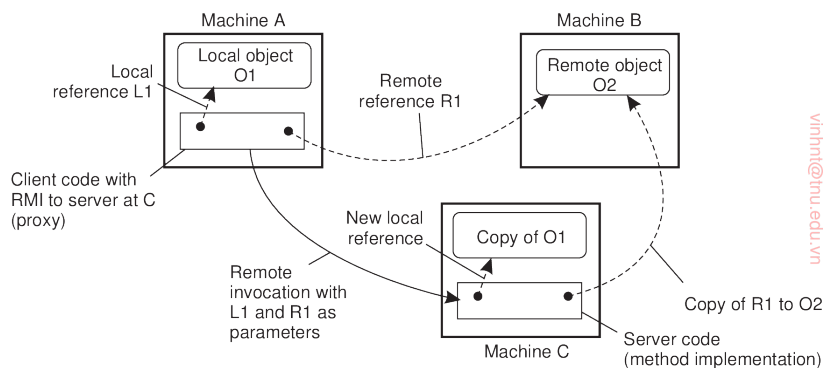 Machine A
Machine B
Local object
O1
Remote object
O2
Local
reference L1
Remote
reference R1
Client code with
RMI to server at C
(proxy)
New local
reference
Copy of O1
Remote
invocation with
L1 and R1 as
parameters
Copy of R1 to O2
Server code
(method implementation)
Machine C
vinhnt@tnu.edu.vn